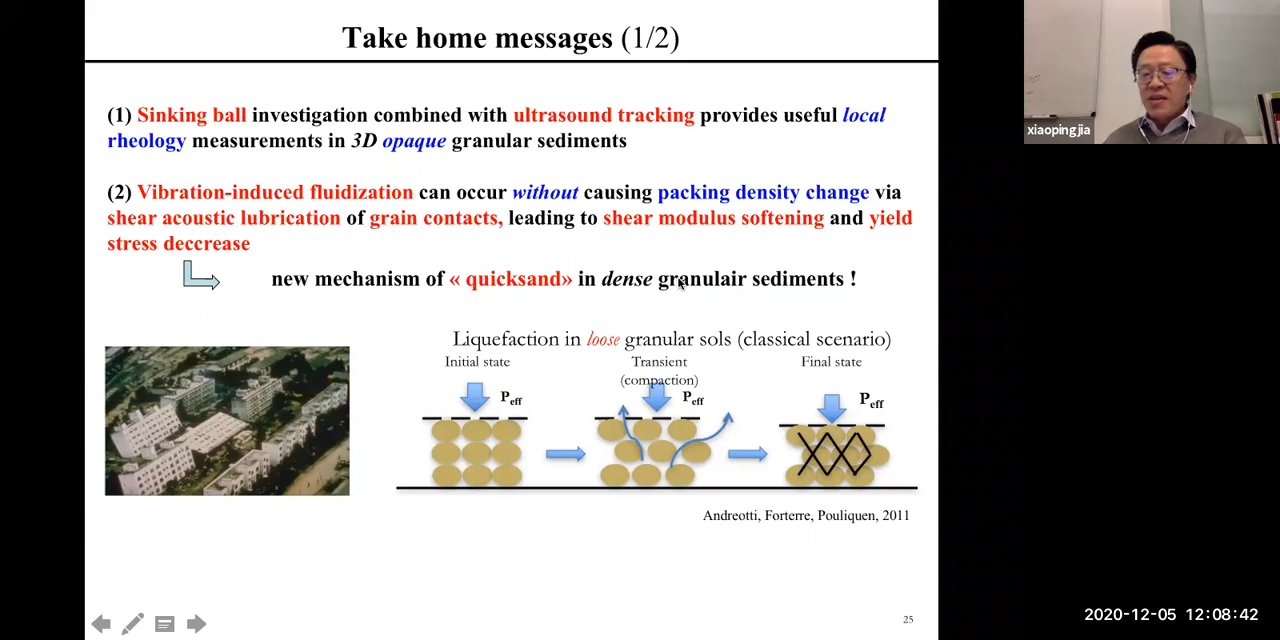 Take home messages (1/2)
(1) Sinking ball investigation combined with ultrasound tracking provides useful local
rheology measurements in 3D opaque granular sediments
(2) Vibration-induced fluidization can occur without causing packing density change via
shear acoustic lubrication of grain contacts, leading to shear modulus softening and yield
stress deccrease
new mechanism of « quicksand» in dense granulair sediments !
Liquefaction in loose granular sols (classical scenario)
Initial state
Transient
(compaction)
Final state
Peff
Peff
Peff
Andreotti, Forterre, Pouliquen, 2011
25
xiaoping jia
2020-12-05 12:08:42